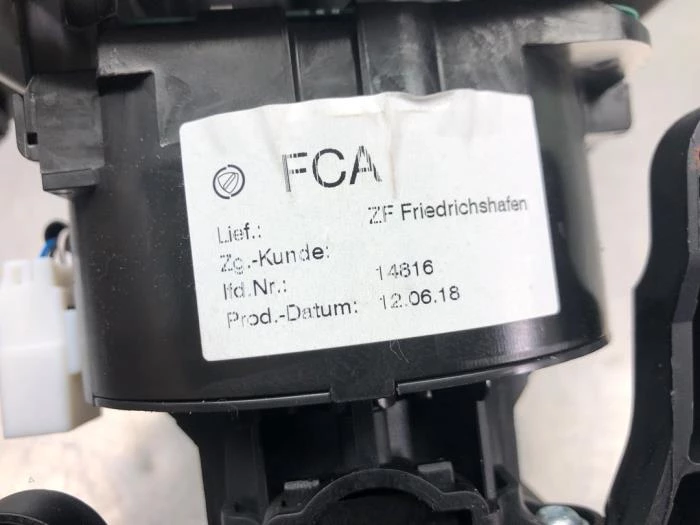 FCA
Lief.: ZF Friedrichshafen
Zg.-Kunde:
lfd.Nr.: 14816
Prod.-Datum: 12.06.18